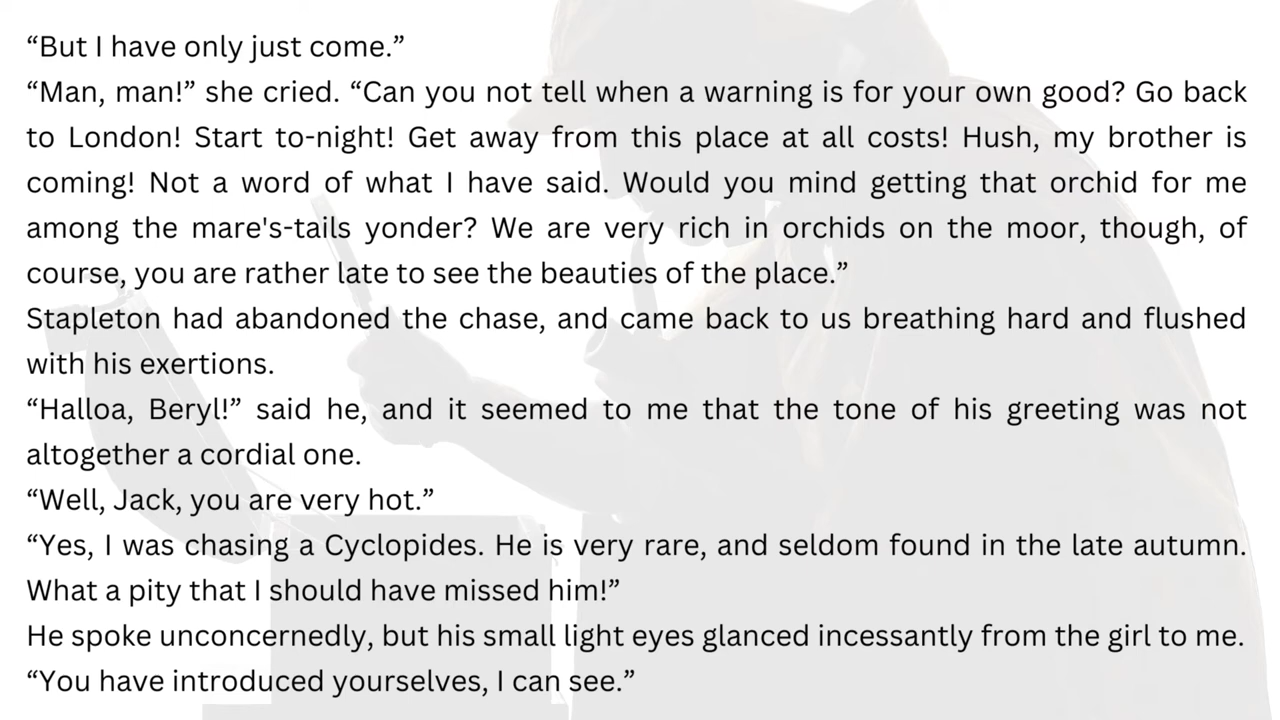 “But I have only just come.”
“Man, man!” she cried. “Can you not tell when a warning is for your own good? Go back
to London! Start to-night! Get away from this place at all costs! Hush, my brother is
coming! Not a word of what I have said. Would you mind getting that orchid for me
among the mare's-tails yonder? We are very rich in orchids on the moor, though, of
course, you are rather late to see the beauties of the place.”
Stapleton had abandoned the chase, and came back to us breathing hard and flushed
with his exertions.
“Halloa, Beryl!” said he, and it seemed to me that the tone of his greeting was not
altogether a cordial one.
“Well, Jack, you are very hot.”
“Yes, I was chasing a Cyclopides. He is very rare, and seldom found in the late autumn.
What a pity that I should have missed him!”
He spoke unconcernedly, but his small light eyes glanced incessantly from the girl to me.
“You have introduced yourselves, I can see.”